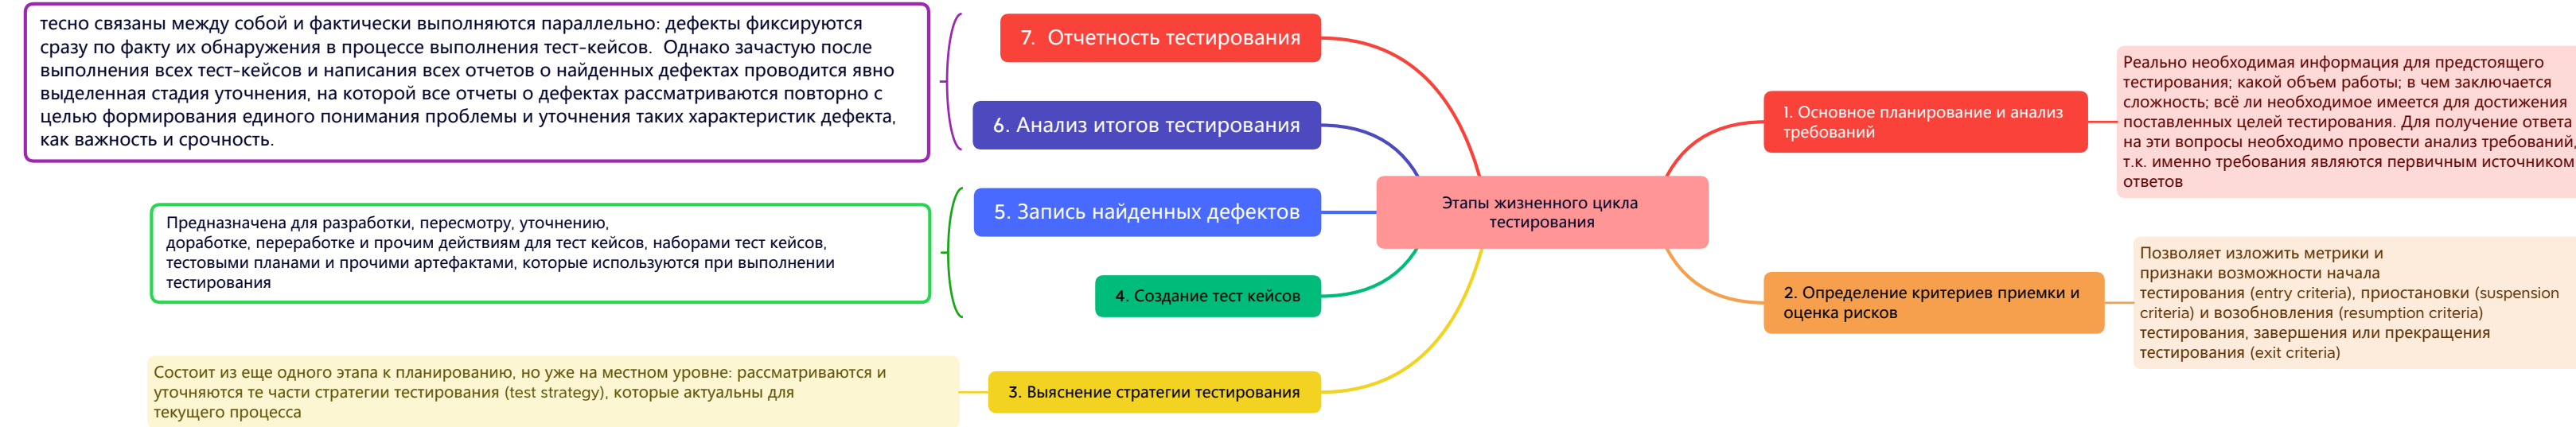 тесно связаны между собой и фактически выполняются параллельно: дефекты фиксируются
сразу по факту их обнаружения в процессе выполнения тест-кейсов.  Однако зачастую после
выполнения всех тест-кейсов и написания всех отчетов о найденных дефектах проводится явно
выделенная стадия уточнения, на которой все отчеты о дефектах рассматриваются повторно с
целью формирования единого понимания проблемы и уточнения таких характеристик дефекта,
как важность и срочность.
7.  Отчетность тестирования
6. Анализ итогов тестирования
Предназначена для разработки, пересмотру, уточнению,
доработке, переработке и прочим действиям для тест кейсов, наборами тест кейсов,
тестовыми планами и прочими артефактами, которые используются при выполнении
тестирования
5. Запись найденных дефектов
4. Создание тест кейсов
Состоит из еще одного этапа к планированию, но уже на местном уровне: рассматриваются и
уточняются те части стратегии тестирования (test strategy), которые актуальны для
текущего процесса
3. Выяснение стратегии тестирования
Этапы жизненного цикла
тестирования
1. Основное планирование и анализ
требований
Реально необходимая информация для предстоящего
тестирования; какой объем работы; в чем заключается
сложность; всё ли необходимое имеется для достижения
поставленных целей тестирования. Для получение ответа
на эти вопросы необходимо провести анализ требований,
т.к. именно требования являются первичным источником
ответов
2. Определение критериев приемки и
оценка рисков
Позволяет изложить метрики и
признаки возможности начала
тестирования (entry criteria), приостановки (suspension
criteria) и возобновления (resumption criteria)
тестирования, завершения или прекращения
тестирования (exit criteria)